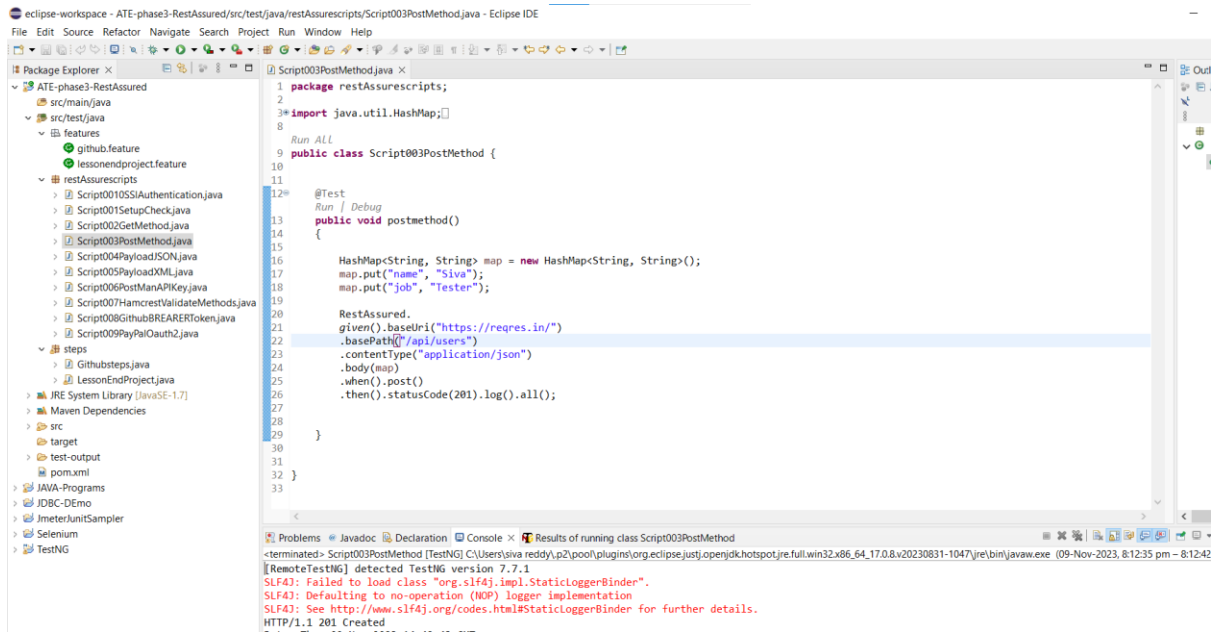 eclipse-workspace - ATE-phase3-RestAssured/src/test/java/restAssurescripts/Script003PostMethod.java - Eclipse IDE
File Edit Source Refactor Navigate Search Project Run Window Help
Package Explorer
ATE-phase3-RestAssured
src/main/java
src/test/java
features
github.feature
lessonendproject.feature
restAssurescripts
Script0010SSlAuthentication.java
Script001SetupCheck.java
Script002GetMethod.java
Script003PostMethod.java
Script004PayloadJSON.java
Script005PayloadXML.java
Script006PostManAPIKey.java
Script007HamcrestValidateMethods.java
Script008GithubBREARERToken.java
Script009PayPalOauth2.java
steps
Githubsteps.java
LessonEndProject.java
JRE System Library [JavaSE-1.7]
Maven Dependencies
src
target
test-output
pom.xml
JAVA-Programs
JDBC-DEmo
JmeterJunitSampler
Selenium
TestNG
Script003PostMethod.java
1 package restAssurescripts;
2
3 import java.util.HashMap;
8
Run All
9 public class Script003PostMethod {
10
11
12 @Test
Run | Debug
13 public void postmethod()
14 {
15
16 HashMap<String, String> map = new HashMap<String, String>();
17 map.put("name", "Siva");
18 map.put("job", "Tester");
19
20 RestAssured.
21 given().baseUri("https://reqres.in/")
22 .basePath("/api/users")
23 .contentType("application/json")
24 .body(map)
25 .when().post()
26 .then().statusCode(201).log().all();
27
28
29 }
30
31
32 }
33
Outl
Problems Javadoc Declaration Console Results of running class Script003PostMethod
<terminated> Script003PostMethod [TestNG] C:\Users\siva reddy\.p2\pool\plugins\org.eclipse.justj.openjdk.hotspot.jre.full.win32.x86_64_17.0.8.v20230831-1047\jre\bin\javaw.exe (09-Nov-2023, 8:12:35 pm – 8:12:42
[RemoteTestNG] detected TestNG version 7.7.1
SLF4J: Failed to load class "org.slf4j.impl.StaticLoggerBinder".
SLF4J: Defaulting to no-operation (NOP) logger implementation
SLF4J: See http://www.slf4j.org/codes.html#StaticLoggerBinder for further details.
HTTP/1.1 201 Created